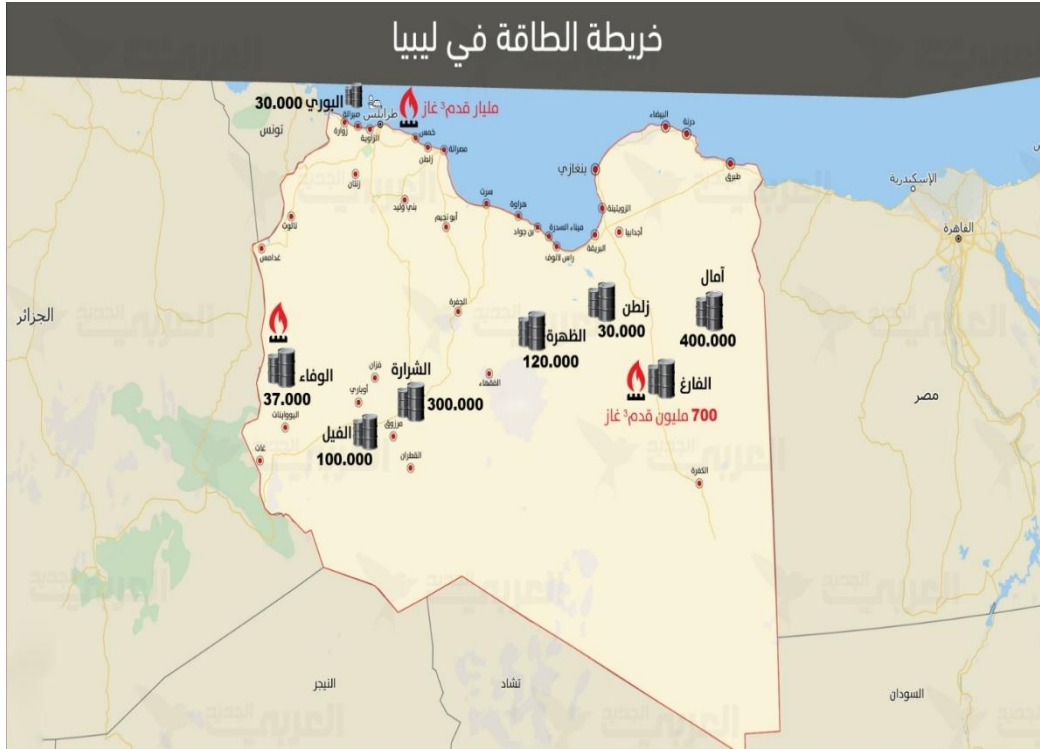 خريطة الطاقة في ليبيا
البوري 30.000
مليار قدم³ غاز
تونس
طرابلس
صبراتة
زوارة
الزاوية
خمس
زلطن
مصراتة
زنتان
بني وليد
نالوت
غدامس
أبو نجيم
سرت
هراوة
بن جواد
ميناء السدرة
راس لانوف
البريقة
الزويتينة
أجدابيا
بنغازي
البيضاء
درنة
طبرق
الإسكندرية
القاهرة
الجزائر
الجفرة
آمال
400.000
زلطن
30.000
الظهرة
120.000
الفارغ
700 مليون قدم³ غاز
الوفاء
37.000
الشرارة
300.000
الفيل
100.000
فزان
أوباري
الفقهاء
مرزوق
القطران
غات
الكفرة
مصر
النيجر
تشاد
السودان
العربي الجديد